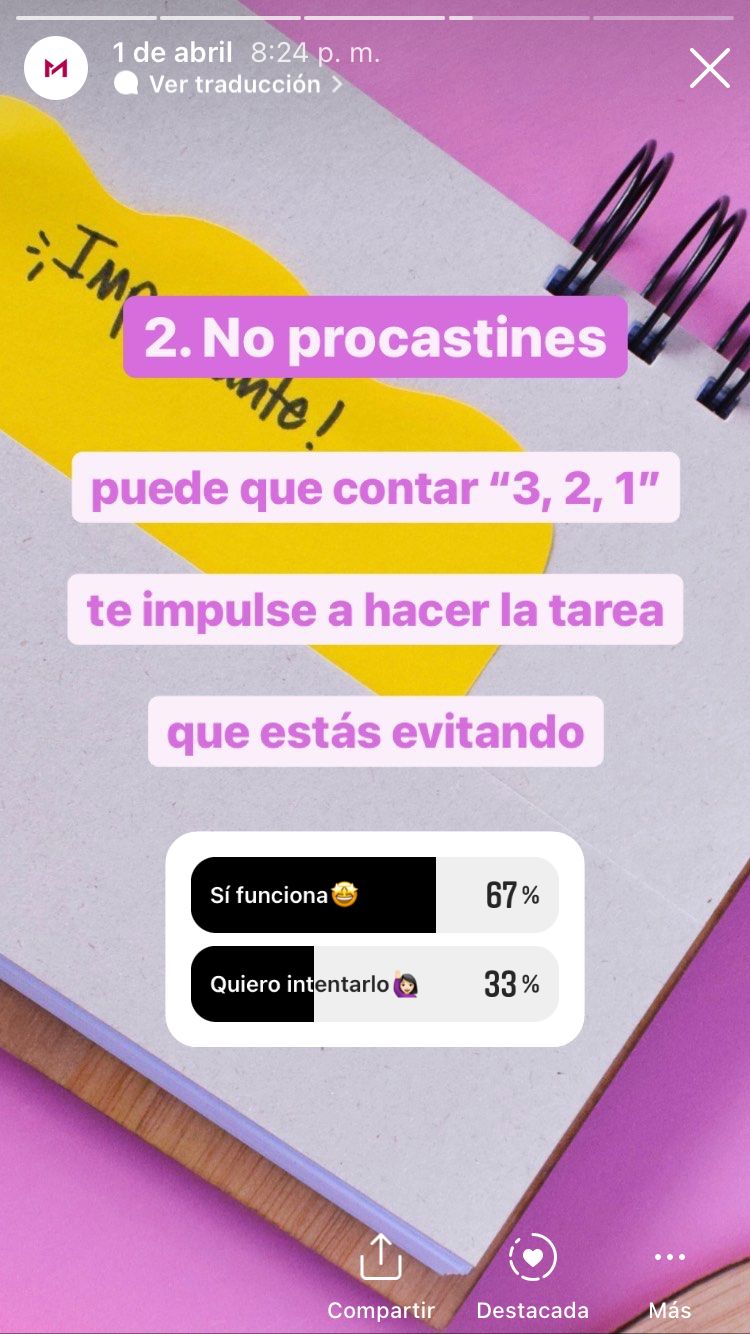 1 de abril 8:24 p. m.
Ver traducción
2. No procastines
puede que contar “3, 2, 1”
te impulse a hacer la tarea
que estás evitando
Sí funciona🤩 67%
Quiero intentarlo🙋🏻‍♀️ 33%
Compartir Destacada Más